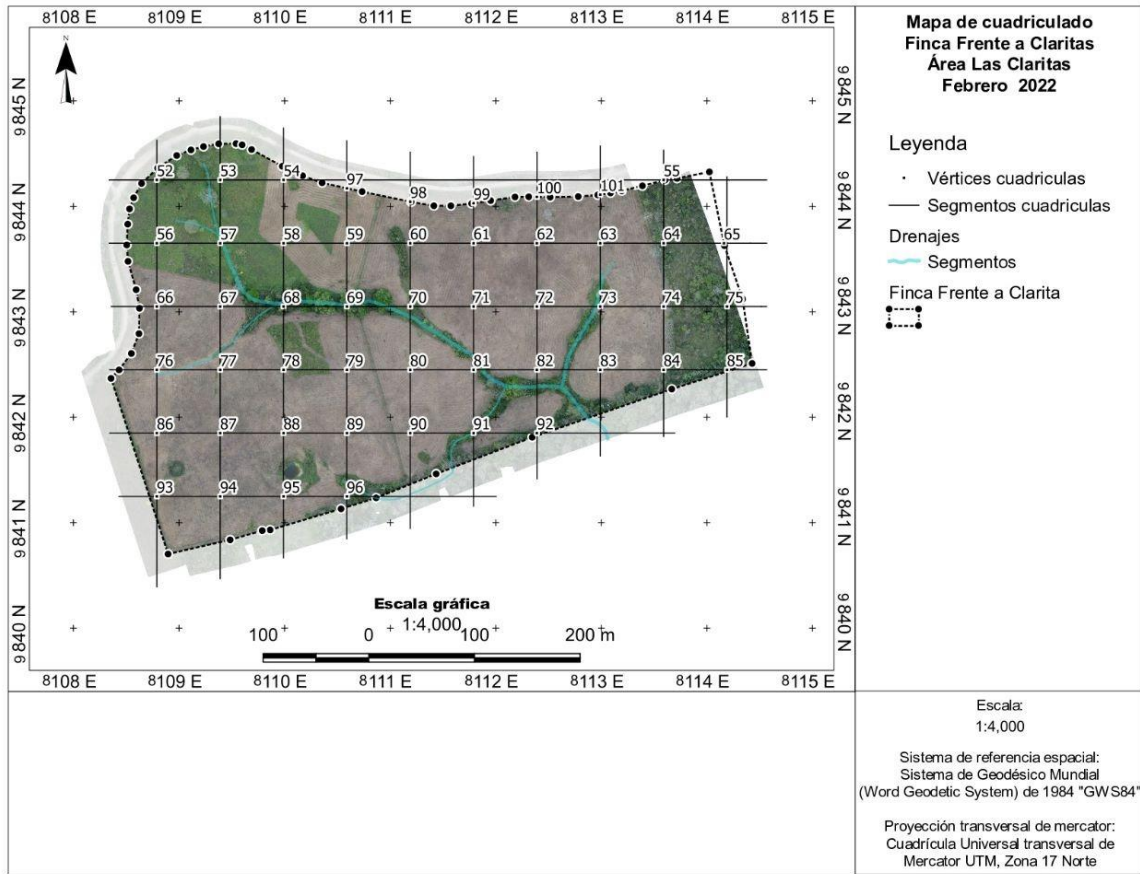 8108 E 8109 E 8110 E 8111 E 8112 E 8113 E 8114 E 8115 E
N
9 845 N 9 845 N
52 53 54 97 98 99 100 101 55
9 844 N 9 844 N
56 57 58 59 60 61 62 63 64 65
9 843 N 9 843 N
66 67 68 69 70 71 72 73 74 75
76 77 78 79 80 81 82 83 84 85
9 842 N 9 842 N
86 87 88 89 90 91 92
93 94 95 96
9 841 N 9 841 N
9 840 N 9 840 N
Escala gráfica
1:4,000
100 0 100 200 m
8108 E 8109 E 8110 E 8111 E 8112 E 8113 E 8114 E 8115 E
Mapa de cuadriculado
Finca Frente a Claritas
Área Las Claritas
Febrero 2022
Leyenda
Vértices cuadriculas
Segmentos cuadriculas
Drenajes
Segmentos
Finca Frente a Clarita
Escala:
1:4,000
Sistema de referencia espacial:
Sistema de Geodésico Mundial
(Word Geodetic System) de 1984 "GWS84"
Proyección transversal de mercator:
Cuadrícula Universal transversal de
Mercator UTM, Zona 17 Norte